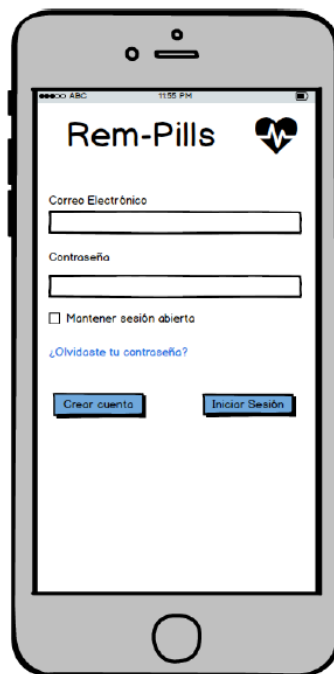 ABC 11:55 PM
Rem-Pills
Correo Electrónico
Contraseña
Mantener sesión abierta
¿Olvidaste tu contraseña?
Crear cuenta Iniciar Sesión